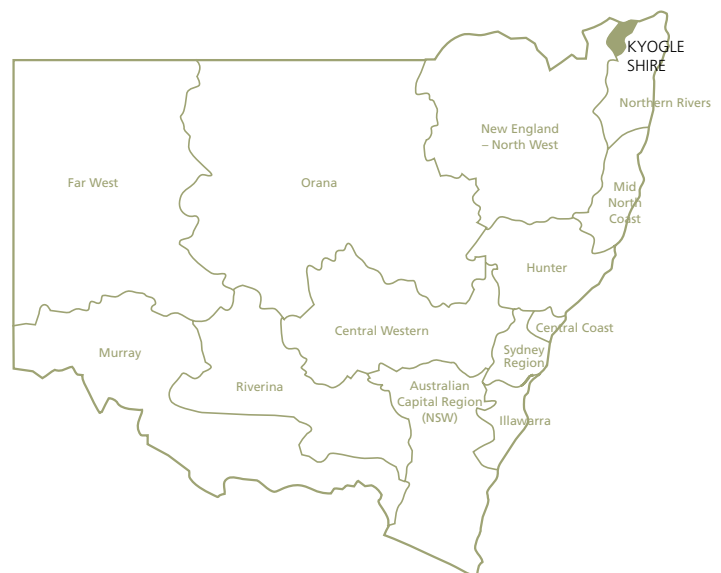 KYOGLE
SHIRE
Northern Rivers
New England
– North West
Far West
Orana
Mid
North
Coast
Hunter
Central Western
Central Coast
Murray
Sydney
Region
Riverina
Australian
Capital Region
(NSW)
Illawarra